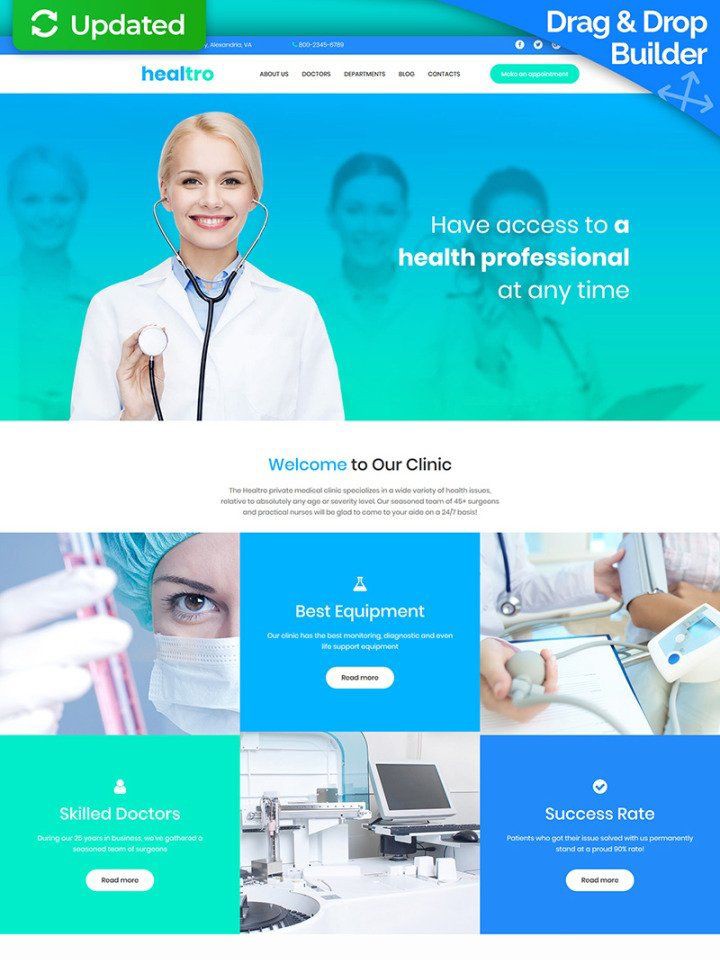 Updated
Drag & Drop
Builder
Alexandria, VA
800-2345-6789
healtro
ABOUT US
DOCTORS
DEPARTMENTS
BLOG
CONTACTS
Make an appointment
Have access to a
health professional
at any time
Welcome to Our Clinic
The Healtro private medical clinic specializes in a wide variety of health issues,
relative to absolutely any age or severity level. Our seasoned team of 45+ surgeons
and practical nurses will be glad to come to your aide on a 24/7 basis!
Best Equipment
Our clinic has the best monitoring, diagnostic and even
life support equipment
Read more
Skilled Doctors
During our 25 years in business, we've gathered a
seasoned team of surgeons
Read more
Success Rate
Patients who got their issue solved with us permanently
stand at a proud 90% rate!
Read more